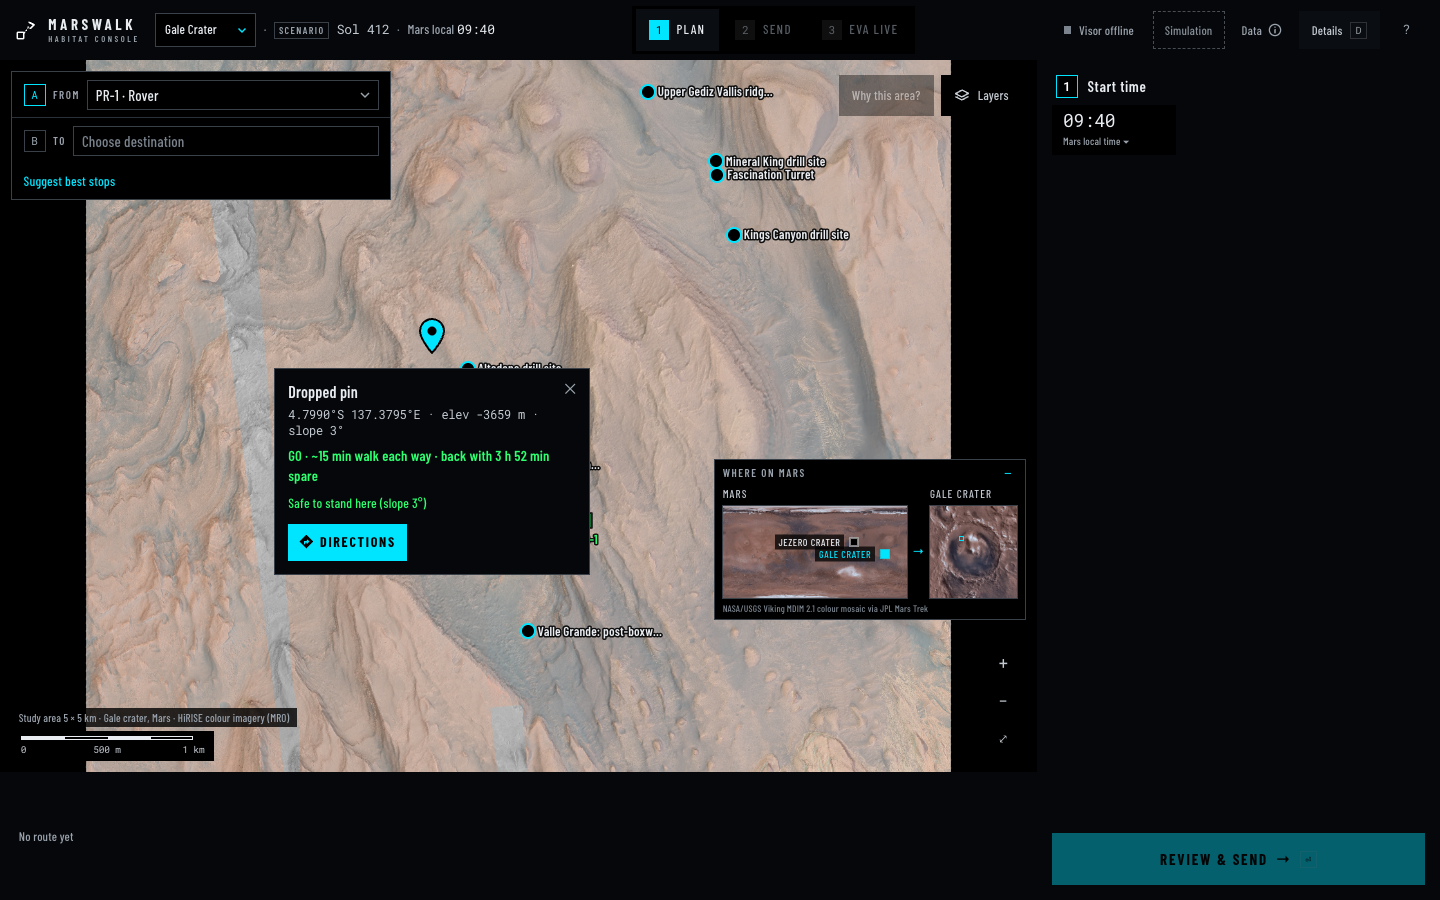 MARSWALK
HABITAT CONSOLE
Gale Crater
· SCENARIO Sol 412 · Mars local 09:40
1 PLAN
2 SEND
3 EVA LIVE
Visor offline
Simulation
Data
Details D
?
A FROM PR-1 · Rover
B TO Choose destination
Suggest best stops
Upper Gediz Vallis ridg...
Why this area?
Layers
Mineral King drill site
Fascination Turret
Kings Canyon drill site
1 Start time
09:40
Mars local time
Altadena drill site
Dropped pin
4.7990°S 137.3795°E · elev -3659 m ·
slope 3°
GO · ~15 min walk each way · back with 3 h 52 min
spare
Safe to stand here (slope 3°)
DIRECTIONS
...
-1
WHERE ON MARS
MARS
GALE CRATER
JEZERO CRATER
GALE CRATER
→
NASA/USGS Viking MDIM 2.1 colour mosaic via JPL Mars Trek
Valle Grande: post-boxw...
+
−
Study area 5 × 5 km · Gale crater, Mars · HiRISE colour imagery (MRO)
0 500 m 1 km
No route yet
REVIEW & SEND →